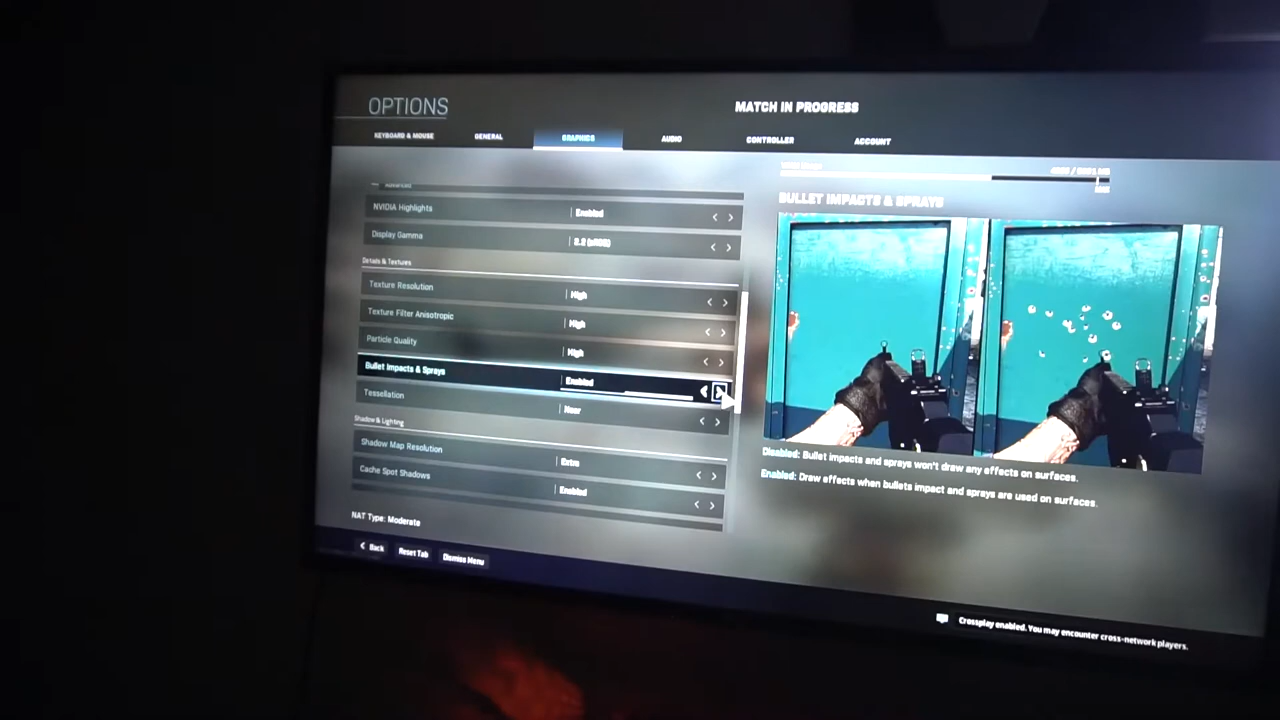 OPTIONS
MATCH IN PROGRESS
KEYBOARD & MOUSE
GENERAL
GRAPHICS
AUDIO
CONTROLLER
ACCOUNT
Advanced
NVIDIA Highlights
Enabled
Display Gamma
2.2 (sRGB)
Details & Textures
Texture Resolution
High
Texture Filter Anisotropic
High
Particle Quality
High
Bullet Impacts & Sprays
Enabled
Tessellation
Near
Shadow & Lighting
Shadow Map Resolution
Extra
Cache Spot Shadows
Enabled
BULLET IMPACTS & SPRAYS
Disabled: Bullet impacts and sprays won't draw any effects on surfaces.
Enabled: Draw effects when bullets impact and sprays are used on surfaces.
NAT Type: Moderate
Back
Reset Tab
Dismiss Menu
Crossplay enabled. You may encounter cross-network players.